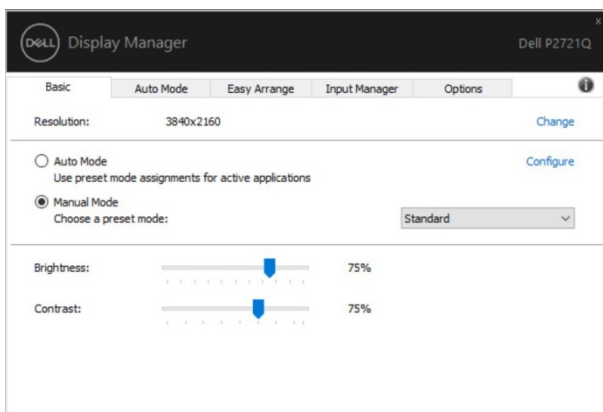 DELL Display Manager
Dell P2721Q
x
Basic Auto Mode Easy Arrange Input Manager Options
Resolution: 3840x2160 Change
Auto Mode Configure
Use preset mode assignments for active applications
Manual Mode
Choose a preset mode: Standard
Brightness: 75%
Contrast: 75%